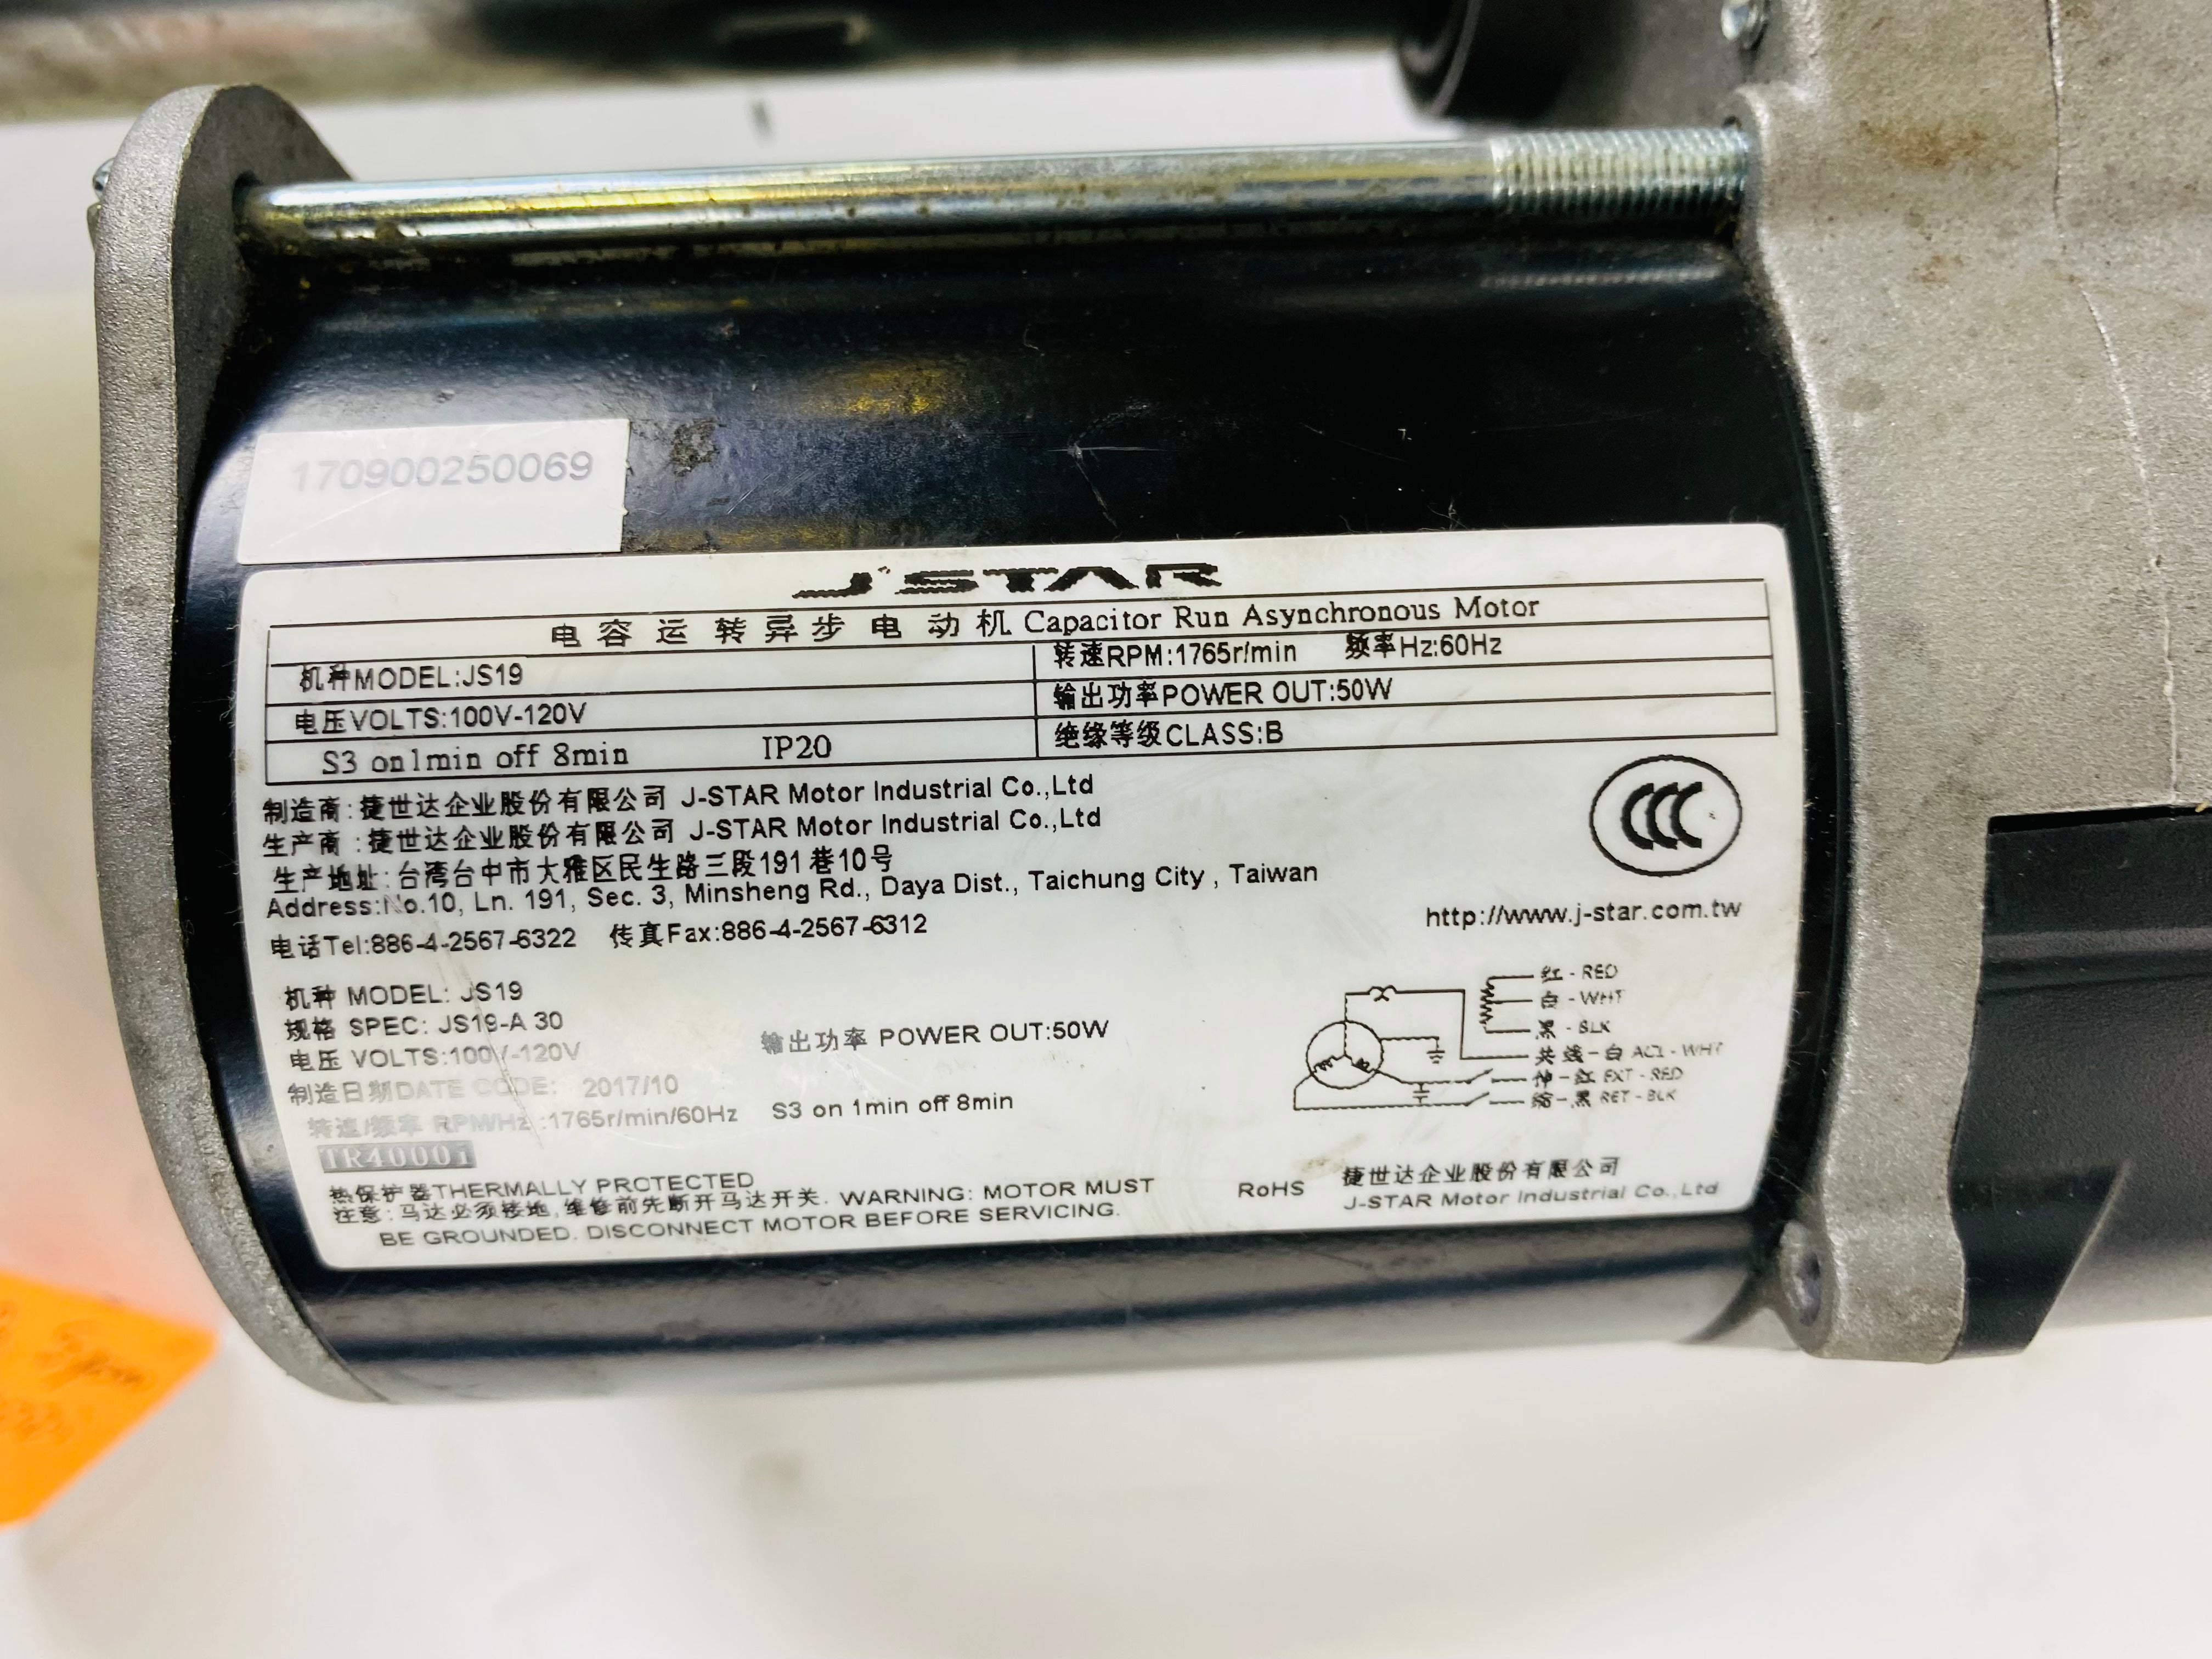 170900250069
J-STAR
电容运转异步电动机 Capacitor Run Asynchronous Motor
机种MODEL:JS19
转速RPM:1765r/min 频率Hz:60Hz
电压VOLTS:100V-120V
输出功率POWER OUT:50W
S3 on1min off 8min IP20
绝缘等级CLASS:B
制造商:捷世达企业股份有限公司 J-STAR Motor Industrial Co.,Ltd
生产商:捷世达企业股份有限公司 J-STAR Motor Industrial Co.,Ltd
生产地址:台湾台中市大雅区民生路三段191巷10号
Address:No.10, Ln. 191, Sec. 3, Minsheng Rd., Daya Dist., Taichung City , Taiwan
电话Tel:886-4-2567-6322 传真Fax:886-4-2567-6312
CCC
http://www.j-star.com.tw
机种 MODEL: JS19
规格 SPEC: JS19-A 30
电压 VOLTS:100V-120V
输出功率 POWER OUT:50W
制造日期DATE CODE: 2017/10
转速/频率 RPM/Hz :1765r/min/60Hz S3 on 1min off 8min
红 - RED
白 - WHT
黑 - BLK
共线-白 AC1 - WHT
伸-红 EXT - RED
缩-黑 RET - BLK
热保护器THERMALLY PROTECTED
注意:马达必须接地,维修前先断开马达开关. WARNING: MOTOR MUST
BE GROUNDED. DISCONNECT MOTOR BEFORE SERVICING.
RoHS 捷世达企业股份有限公司
J-STAR Motor Industrial Co.,Ltd